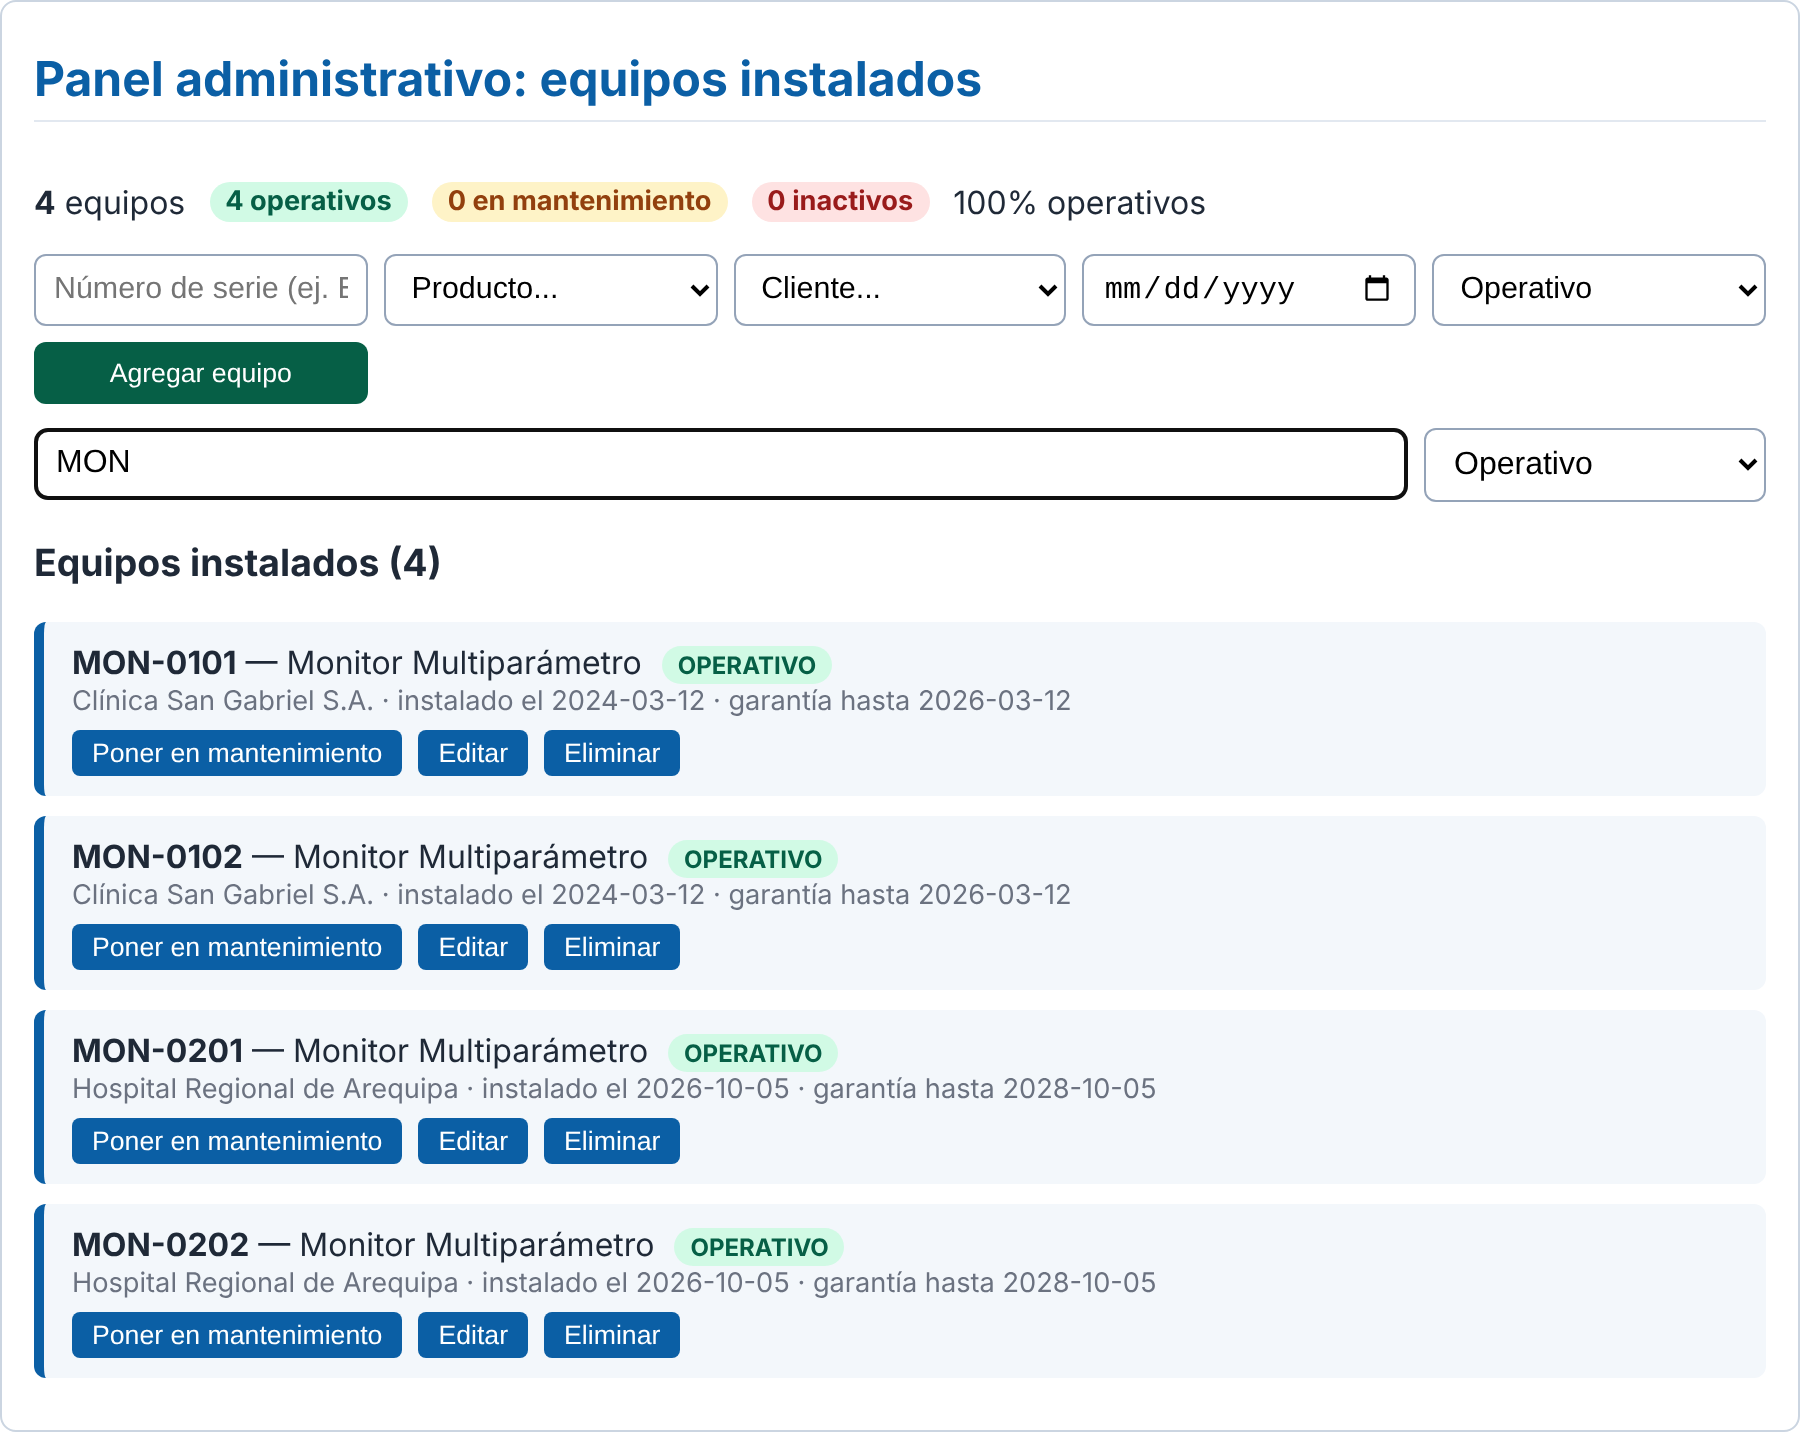 Panel administrativo: equipos instalados
4 equipos 4 operativos 0 en mantenimiento 0 inactivos 100% operativos
Número de serie (ej. E Producto... Cliente... mm/dd/yyyy Operativo
Agregar equipo
MON Operativo
Equipos instalados (4)
MON-0101 — Monitor Multiparámetro OPERATIVO
Clínica San Gabriel S.A. · instalado el 2024-03-12 · garantía hasta 2026-03-12
Poner en mantenimiento Editar Eliminar
MON-0102 — Monitor Multiparámetro OPERATIVO
Clínica San Gabriel S.A. · instalado el 2024-03-12 · garantía hasta 2026-03-12
Poner en mantenimiento Editar Eliminar
MON-0201 — Monitor Multiparámetro OPERATIVO
Hospital Regional de Arequipa · instalado el 2026-10-05 · garantía hasta 2028-10-05
Poner en mantenimiento Editar Eliminar
MON-0202 — Monitor Multiparámetro OPERATIVO
Hospital Regional de Arequipa · instalado el 2026-10-05 · garantía hasta 2028-10-05
Poner en mantenimiento Editar Eliminar